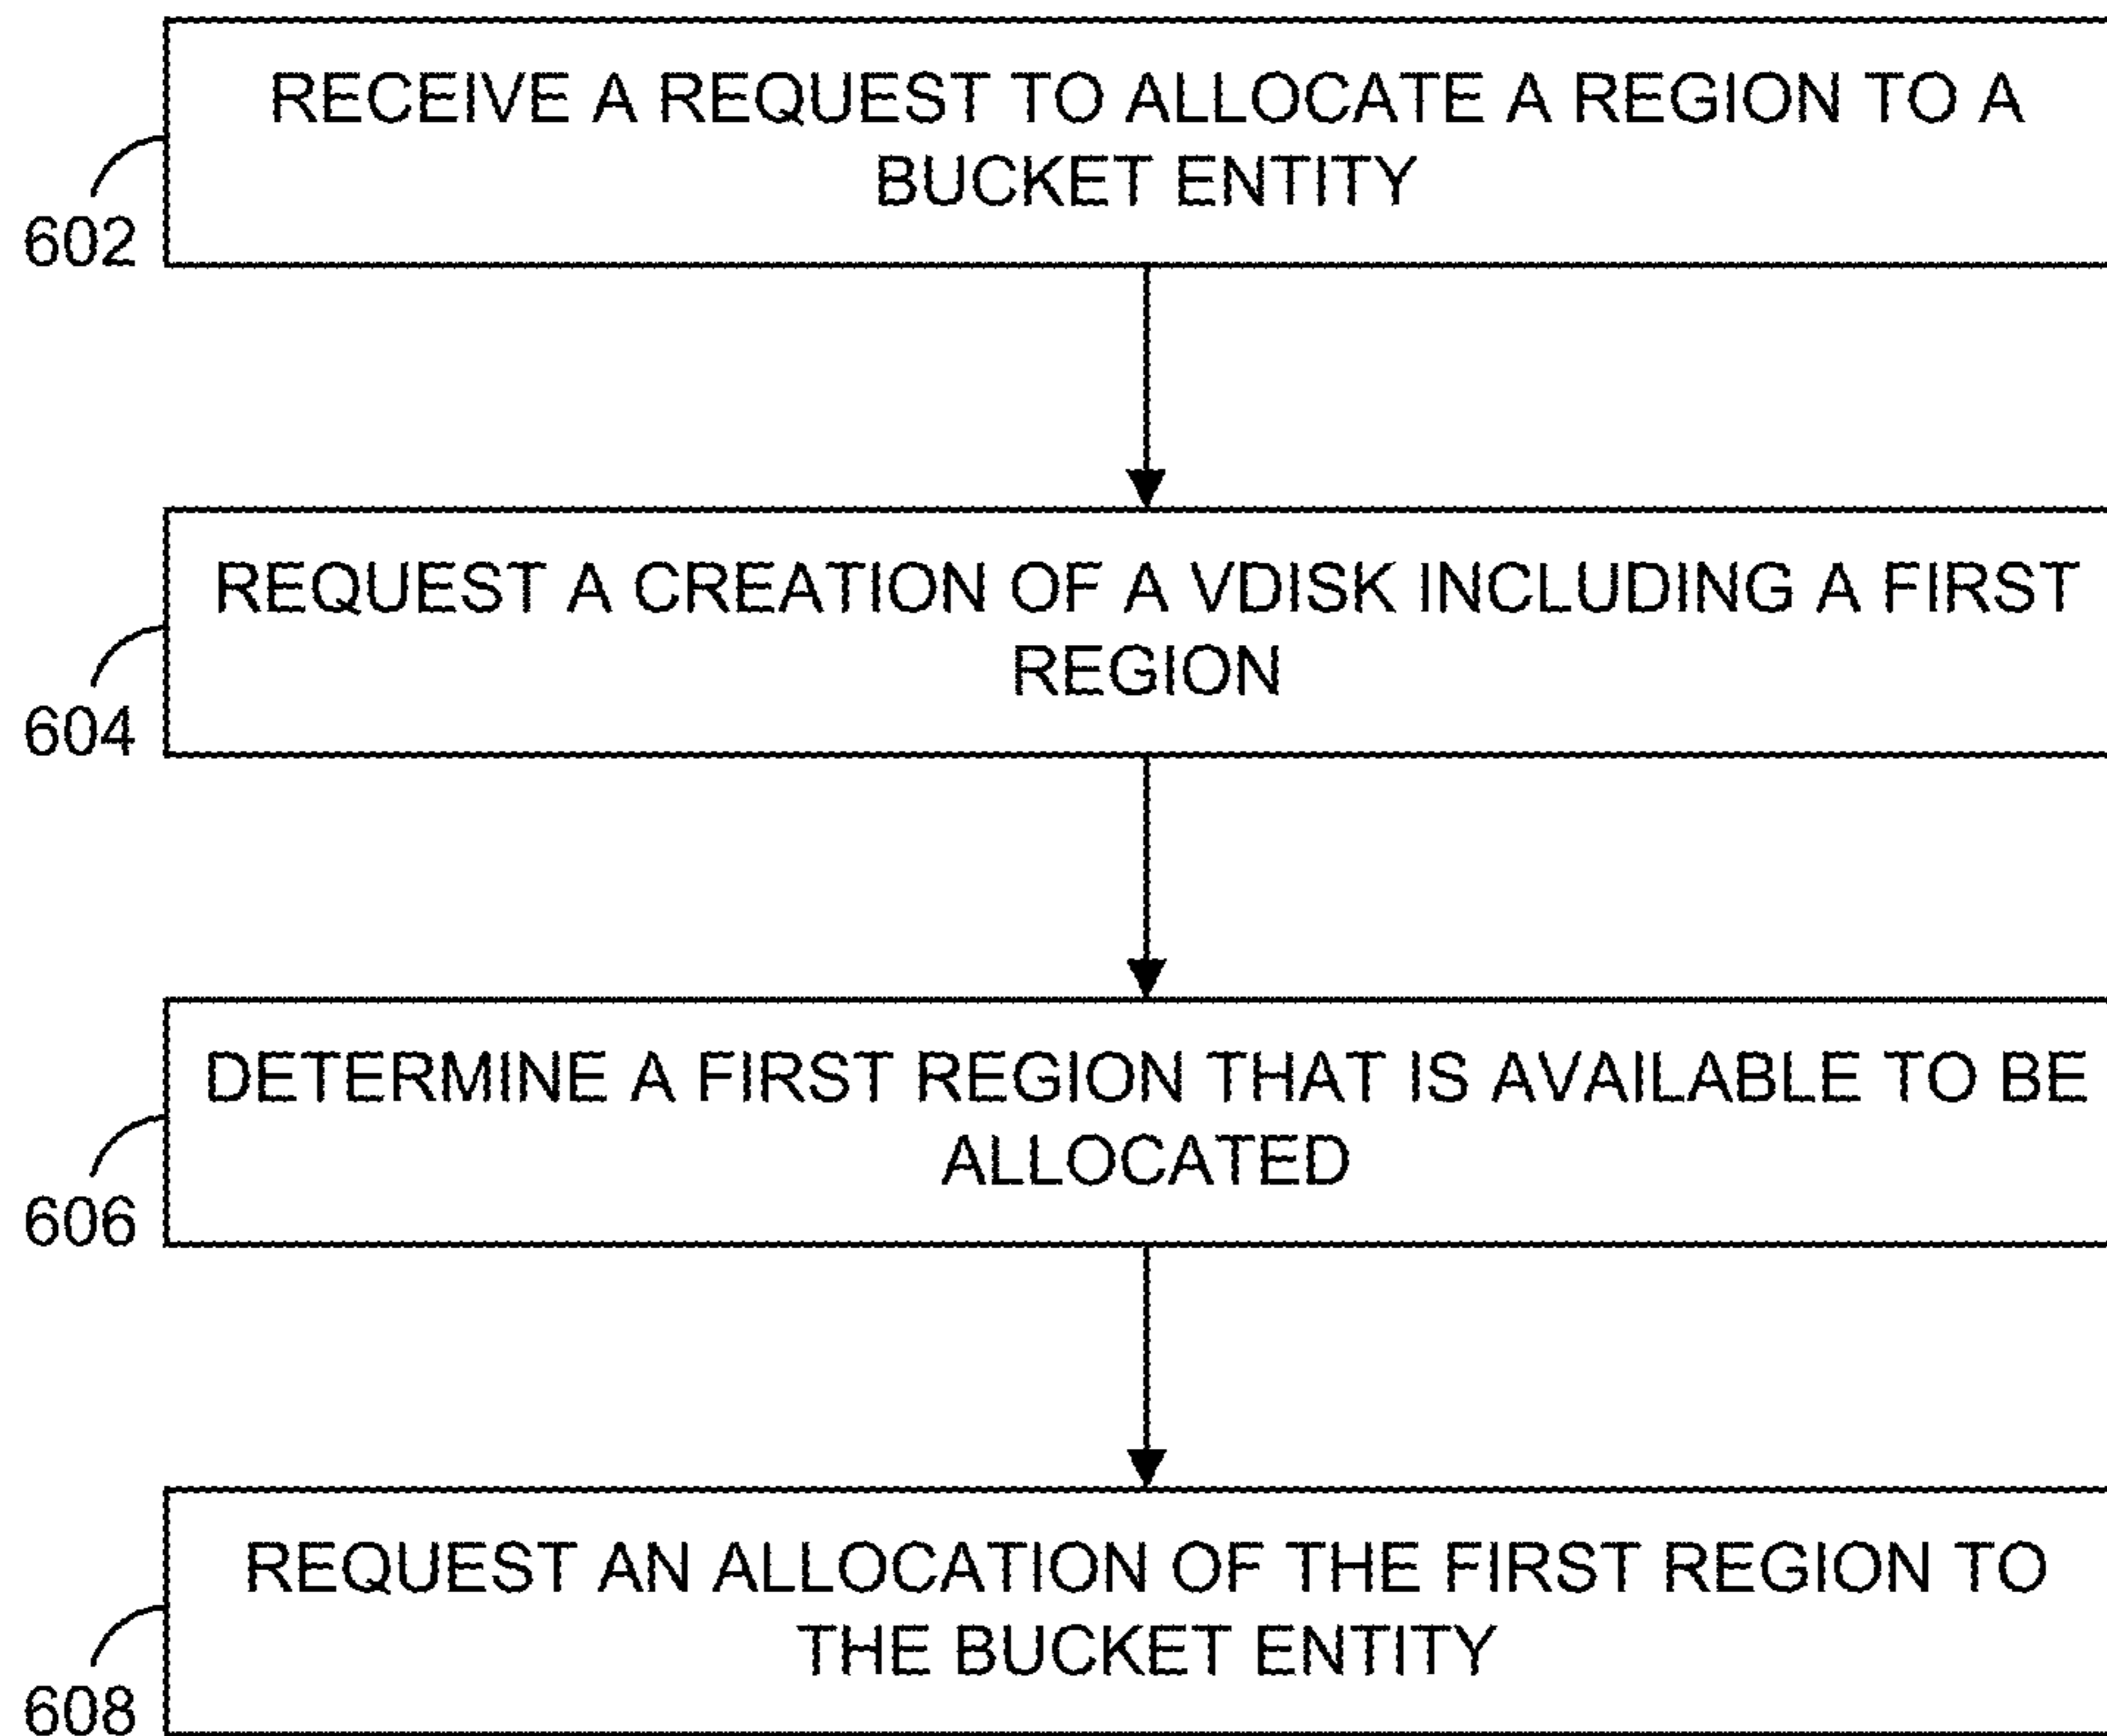 RECEIVE A REQUEST TO ALLOCATE A REGION TO A
BUCKET ENTITY
602
REQUEST A CREATION OF A VDISK INCLUDING A FIRST
REGION
604
DETERMINE A FIRST REGION THAT IS AVAILABLE TO BE
ALLOCATED
606
REQUEST AN ALLOCATION OF THE FIRST REGION TO
THE BUCKET ENTITY
608